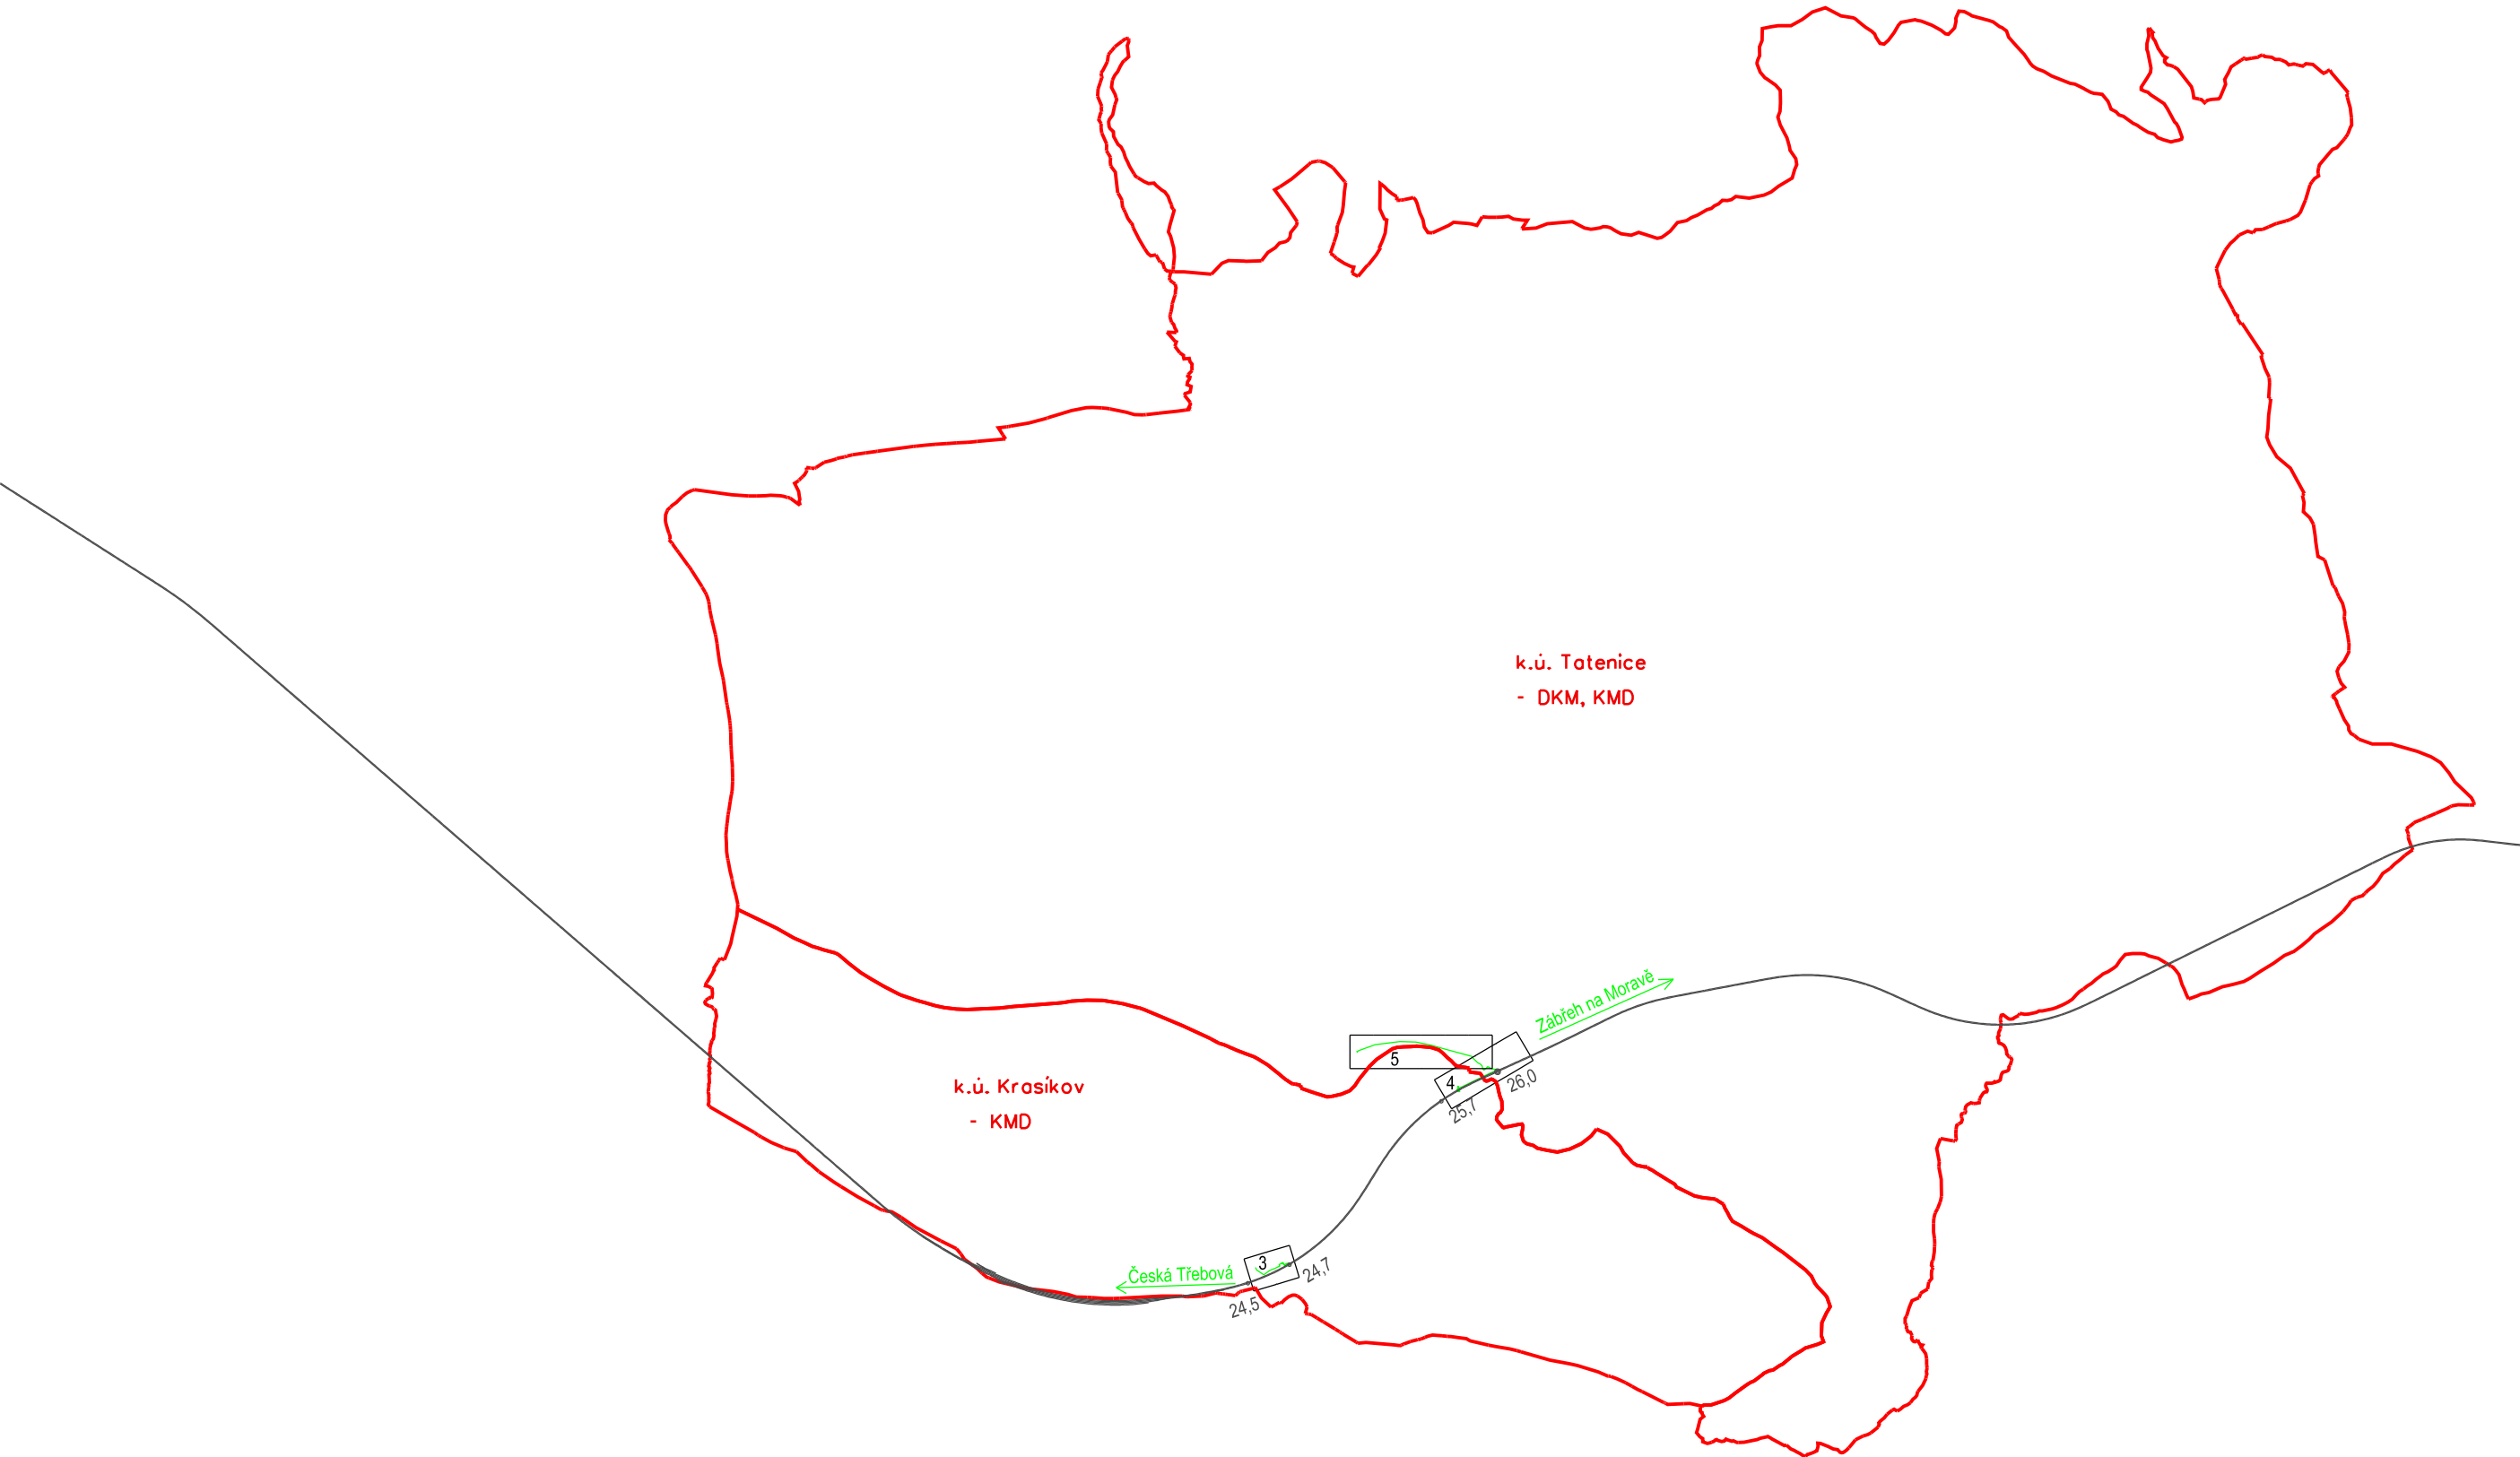 k.ú. Tatenice
- DKM, KMD
Zábřeh na Moravě
5
4
26,0
25,7
k.ú. Krasíkov
- KMD
3
24,7
Česká Třebová
24,5